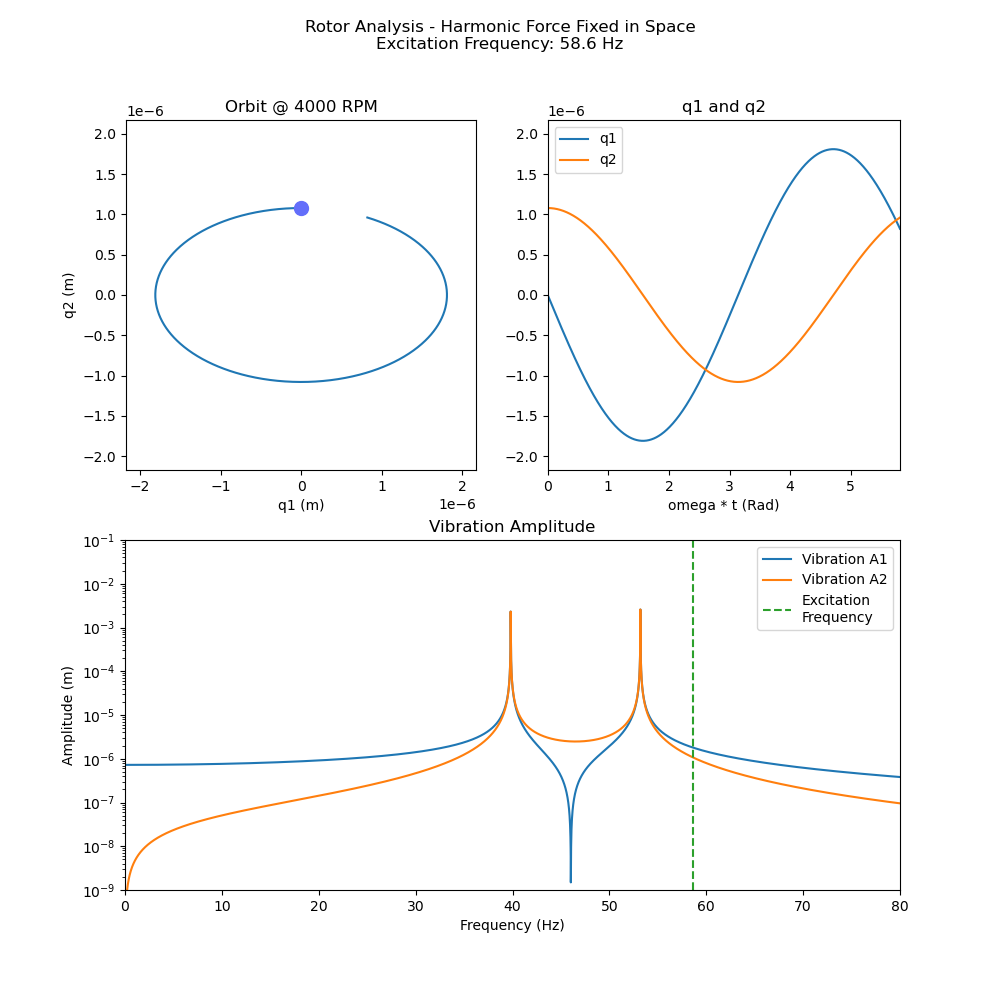 Rotor Analysis - Harmonic Force Fixed in Space
Excitation Frequency: 58.6 Hz
Orbit @ 4000 RPM
1e−6
2.0
1.5
1.0
0.5
0.0
−0.5
−1.0
−1.5
−2.0
q2 (m)
−2
−1
0
1
2
q1 (m)
1e−6
q1 and q2
1e−6
q1
q2
2.0
1.5
1.0
0.5
0.0
−0.5
−1.0
−1.5
−2.0
0
1
2
3
4
5
omega * t (Rad)
Vibration Amplitude
Vibration A1
Vibration A2
Excitation
Frequency
10⁻¹
10⁻²
10⁻³
10⁻⁴
10⁻⁵
10⁻⁶
10⁻⁷
10⁻⁸
10⁻⁹
Amplitude (m)
0
10
20
30
40
50
60
70
80
Frequency (Hz)